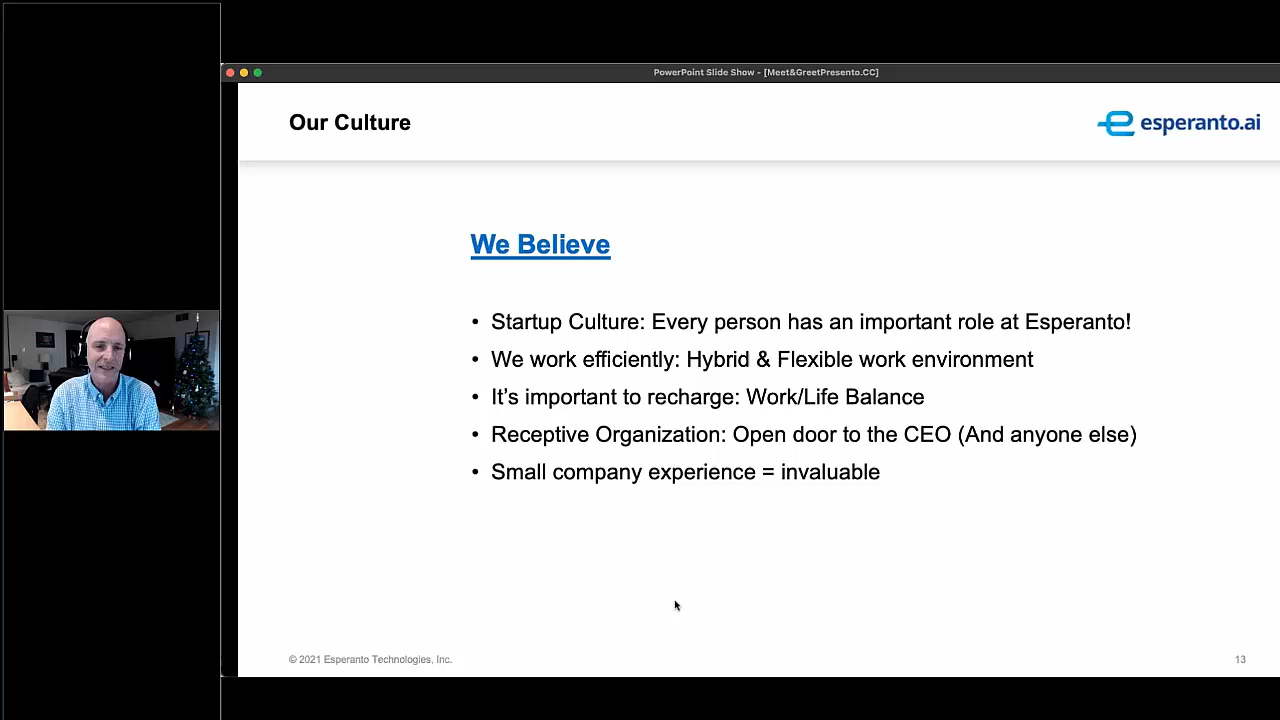 PowerPoint Slide Show - [Meet&GreetPresento.CC]
Our Culture
esperanto.ai
We Believe
• Startup Culture: Every person has an important role at Esperanto!
• We work efficiently: Hybrid & Flexible work environment
• It’s important to recharge: Work/Life Balance
• Receptive Organization: Open door to the CEO (And anyone else)
• Small company experience = invaluable
© 2021 Esperanto Technologies, Inc.
13